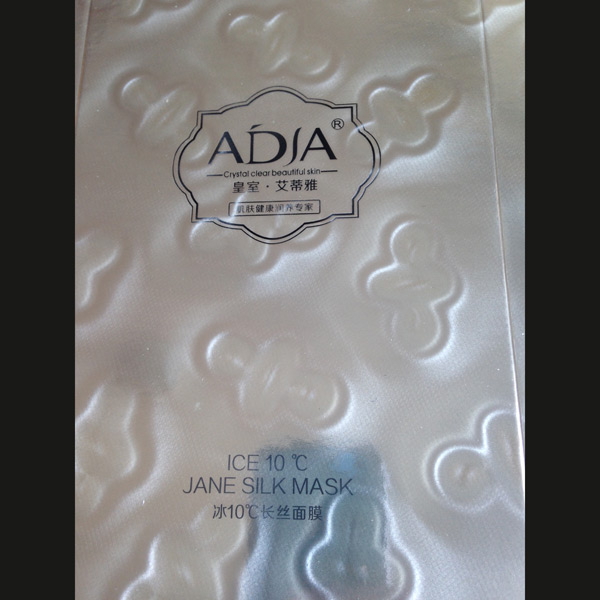 ADJA®
Crystal clear beautiful skin
皇室·艾蒂雅
肌肤健康润养专家
ICE 10 ℃
JANE SILK MASK
冰10℃长丝面膜